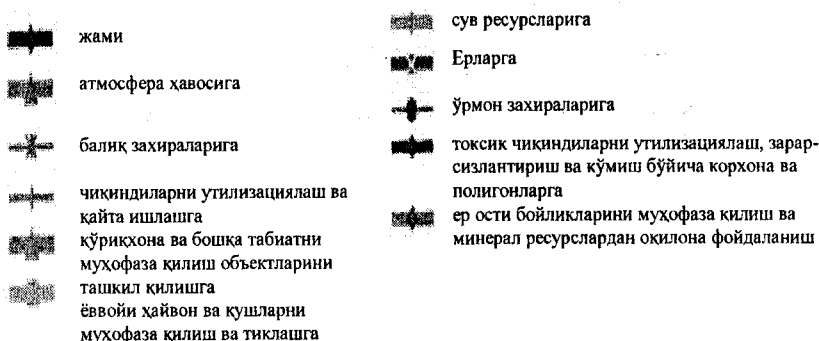 жами
атмосфера ҳавосига
балиқ захираларига
чиқиндиларни утилизациялаш ва
қайта ишлашга
қўриқхона ва бошқа табиатни
муҳофаза қилиш объектларини
ташкил қилишга
ёввойи ҳайвон ва қушларни
муҳофаза қилиш ва тиклашга
сув ресурсларига
Ерларга
ўрмон захираларига
токсик чиқиндиларни утилизациялаш, зарар-
сизлантириш ва кўмиш бўйича корхона ва
полигонларга
ер ости бойликларини муҳофаза қилиш ва
минерал ресурслардан оқилона фойдаланиш